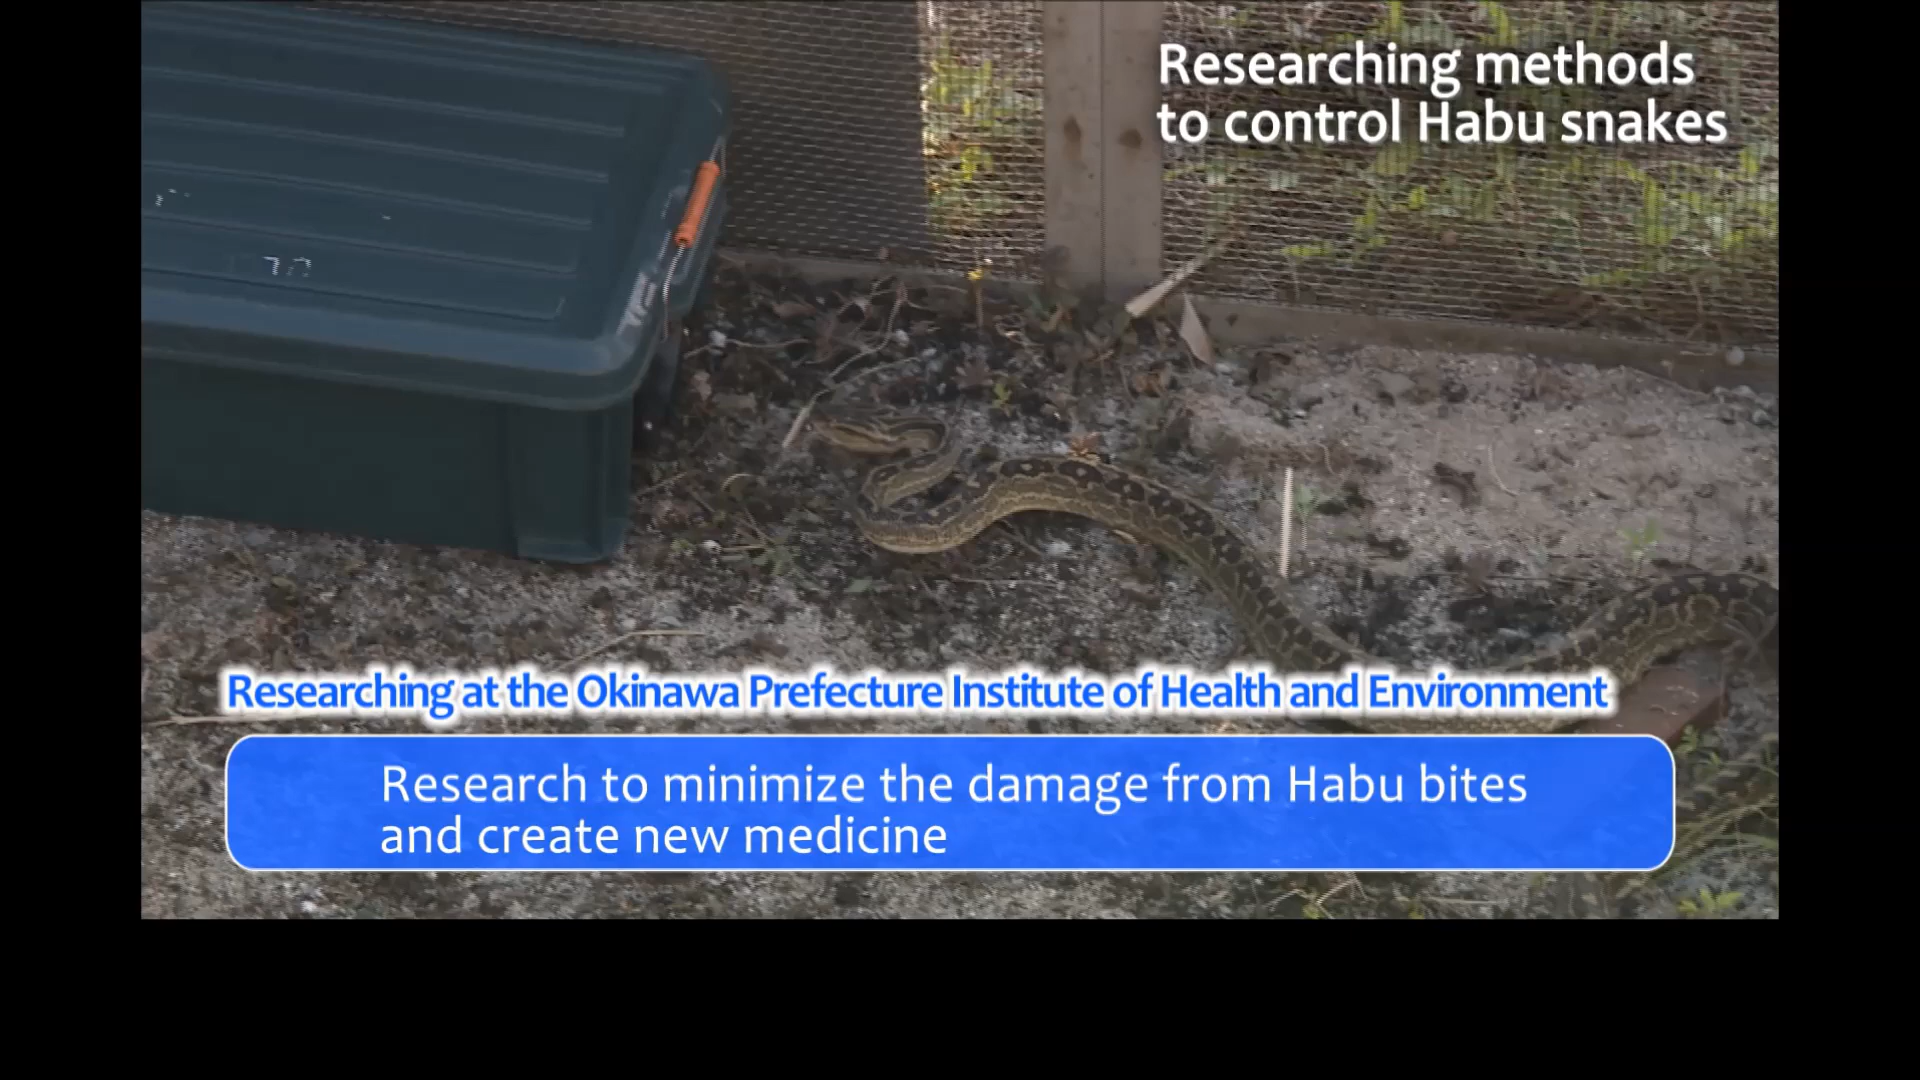 Researching methods
to control Habu snakes
Researching at the Okinawa Prefecture Institute of Health and Environment
Research to minimize the damage from Habu bites
and create new medicine